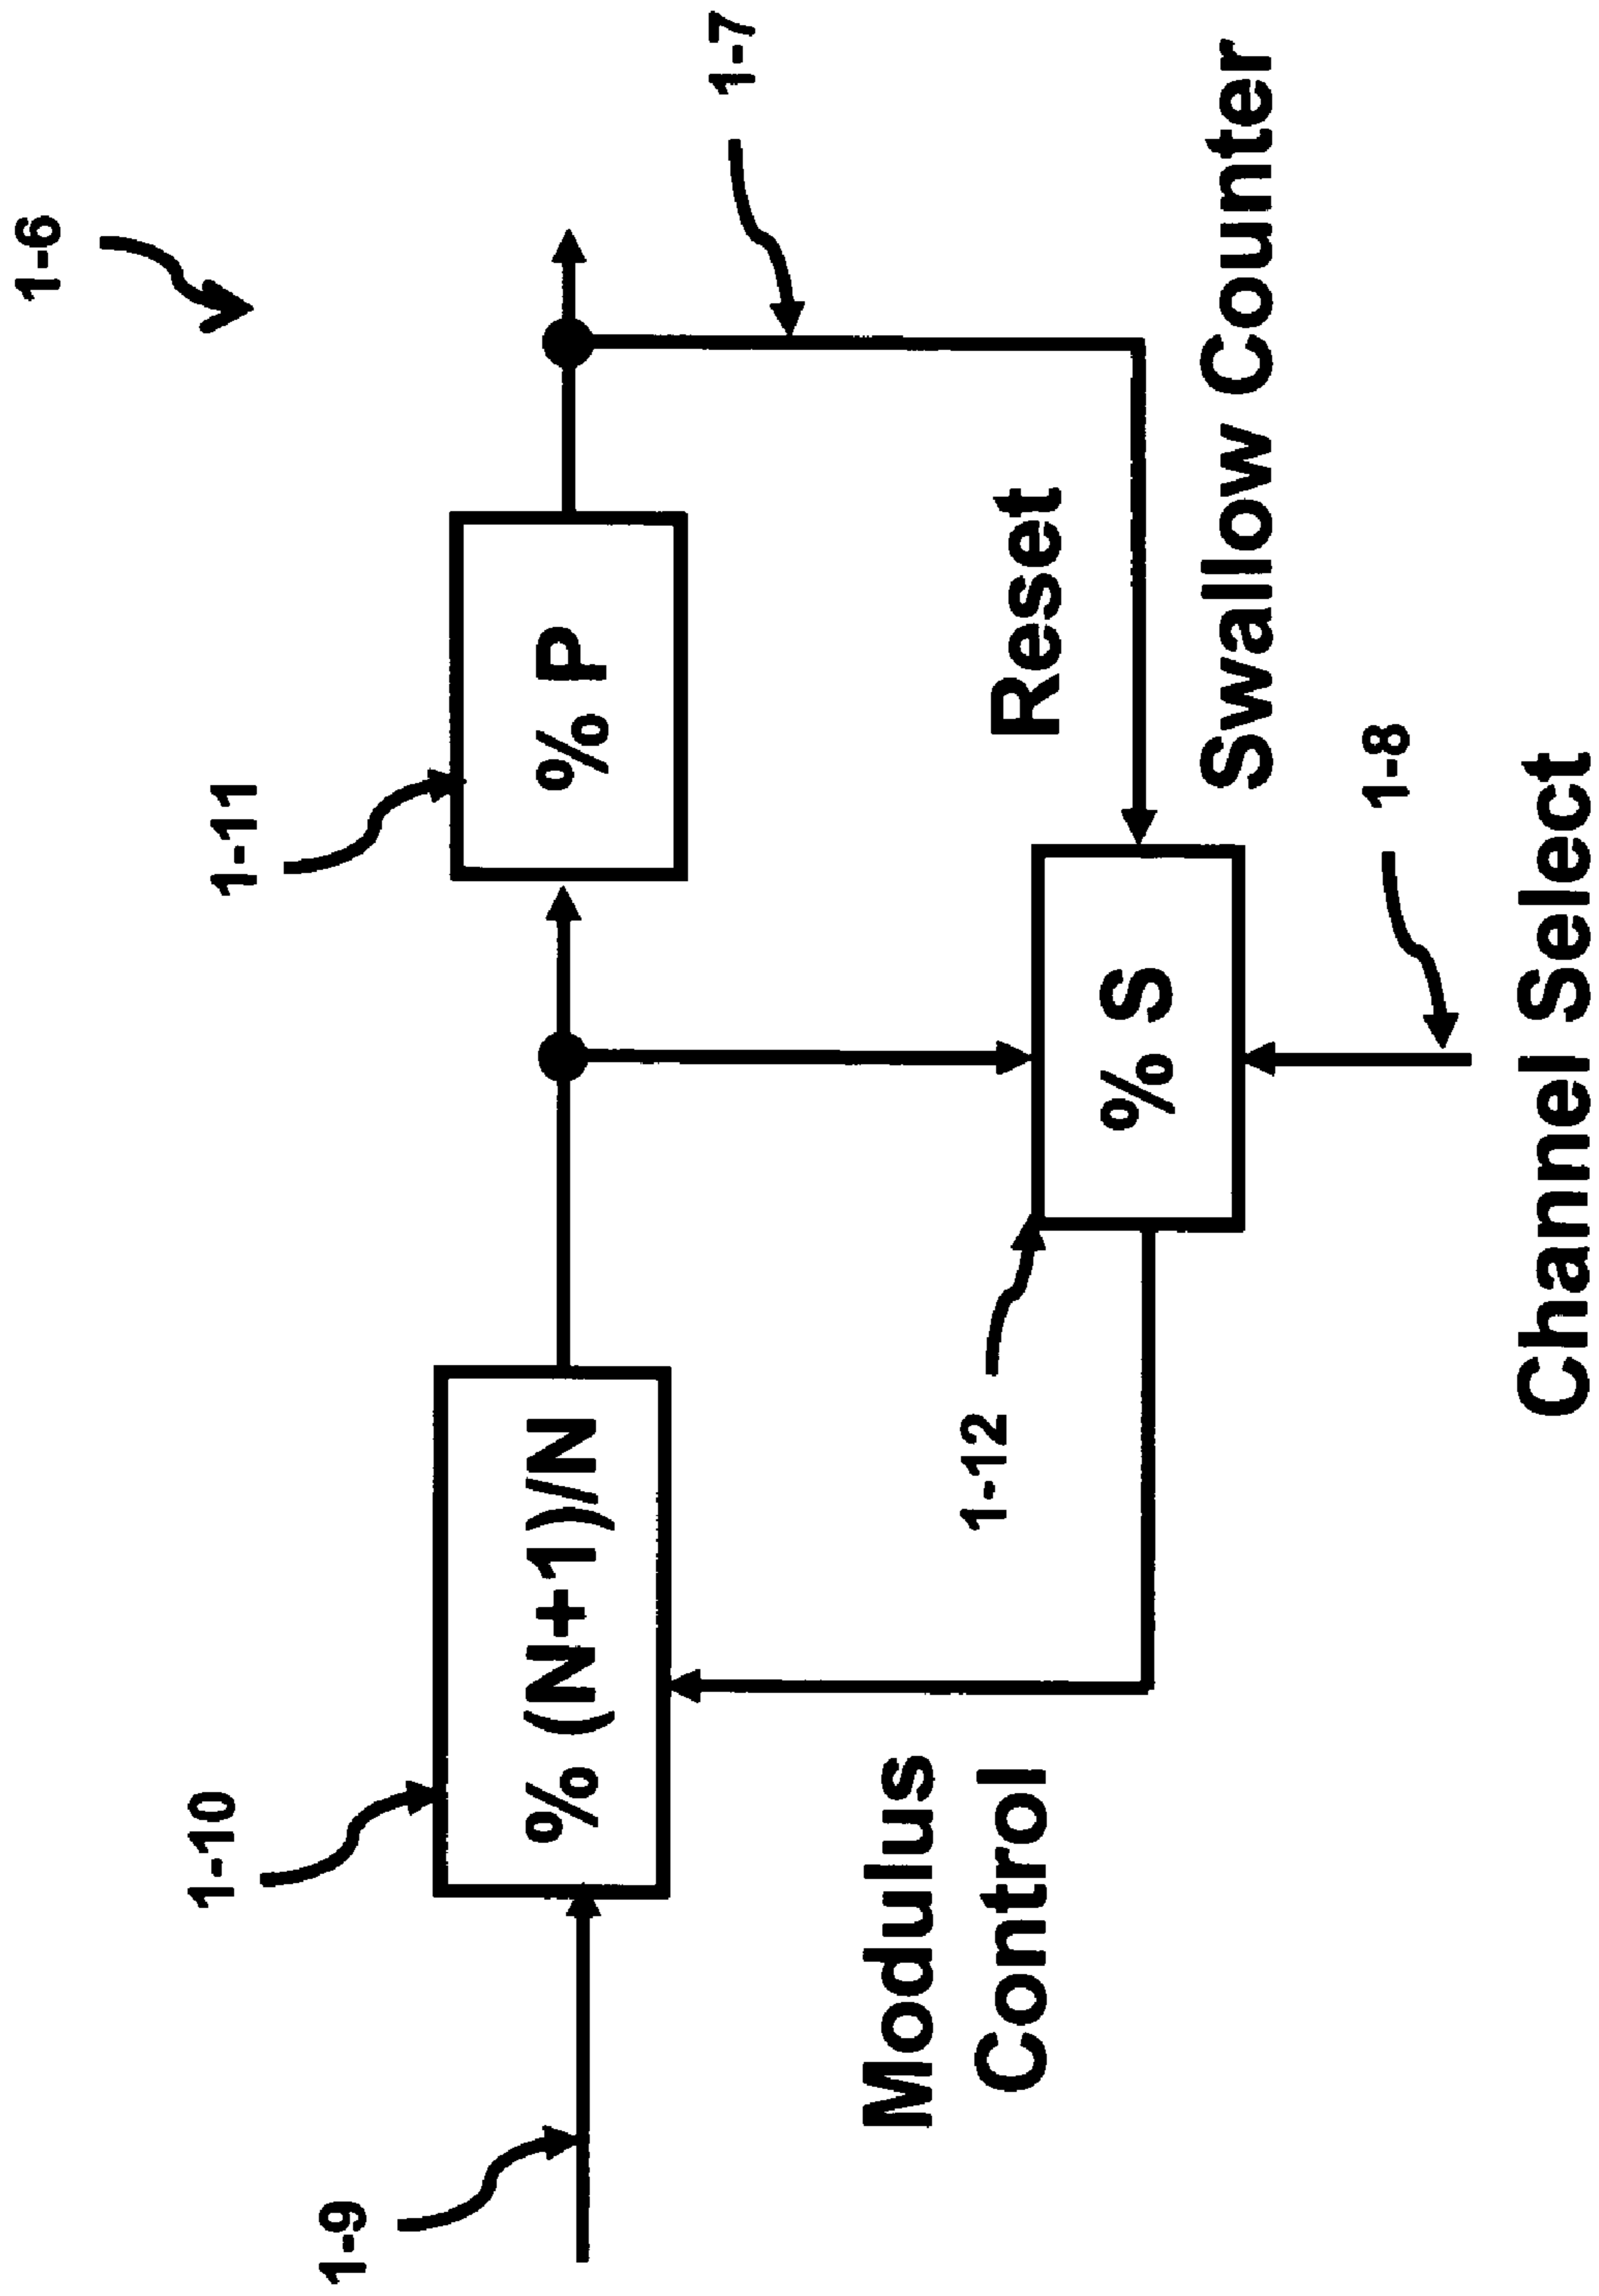 1-6
1-11
1-7
1-10
1-9
% (N+1)/N
% P
Reset
1-12
Modulus
Control
% S
Swallow Counter
1-8
Channel Select